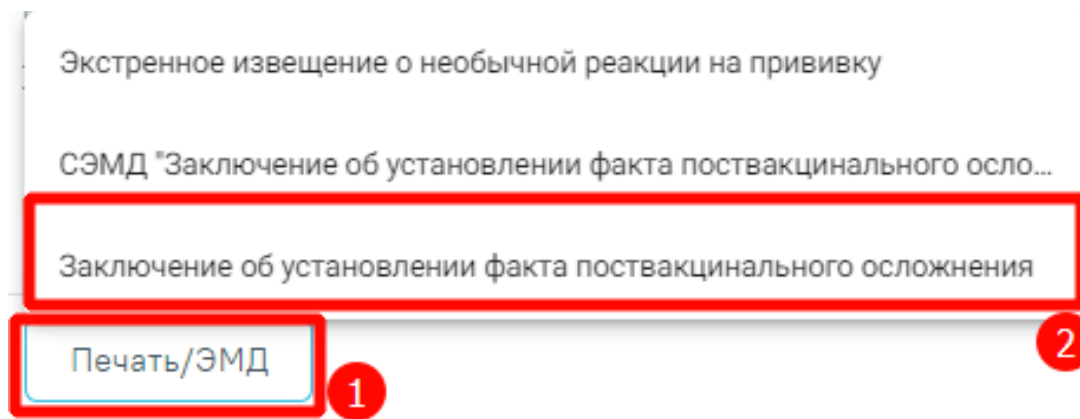 Экстренное извещение о необычной реакции на прививку
СЭМД "Заключение об установлении факта поствакцинального осло...
Заключение об установлении факта поствакцинального осложнения
2
Печать/ЭМД
1